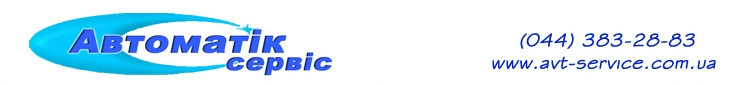 Автоматік
сервіс
(044) 383-28-83
www.avt-service.com.ua